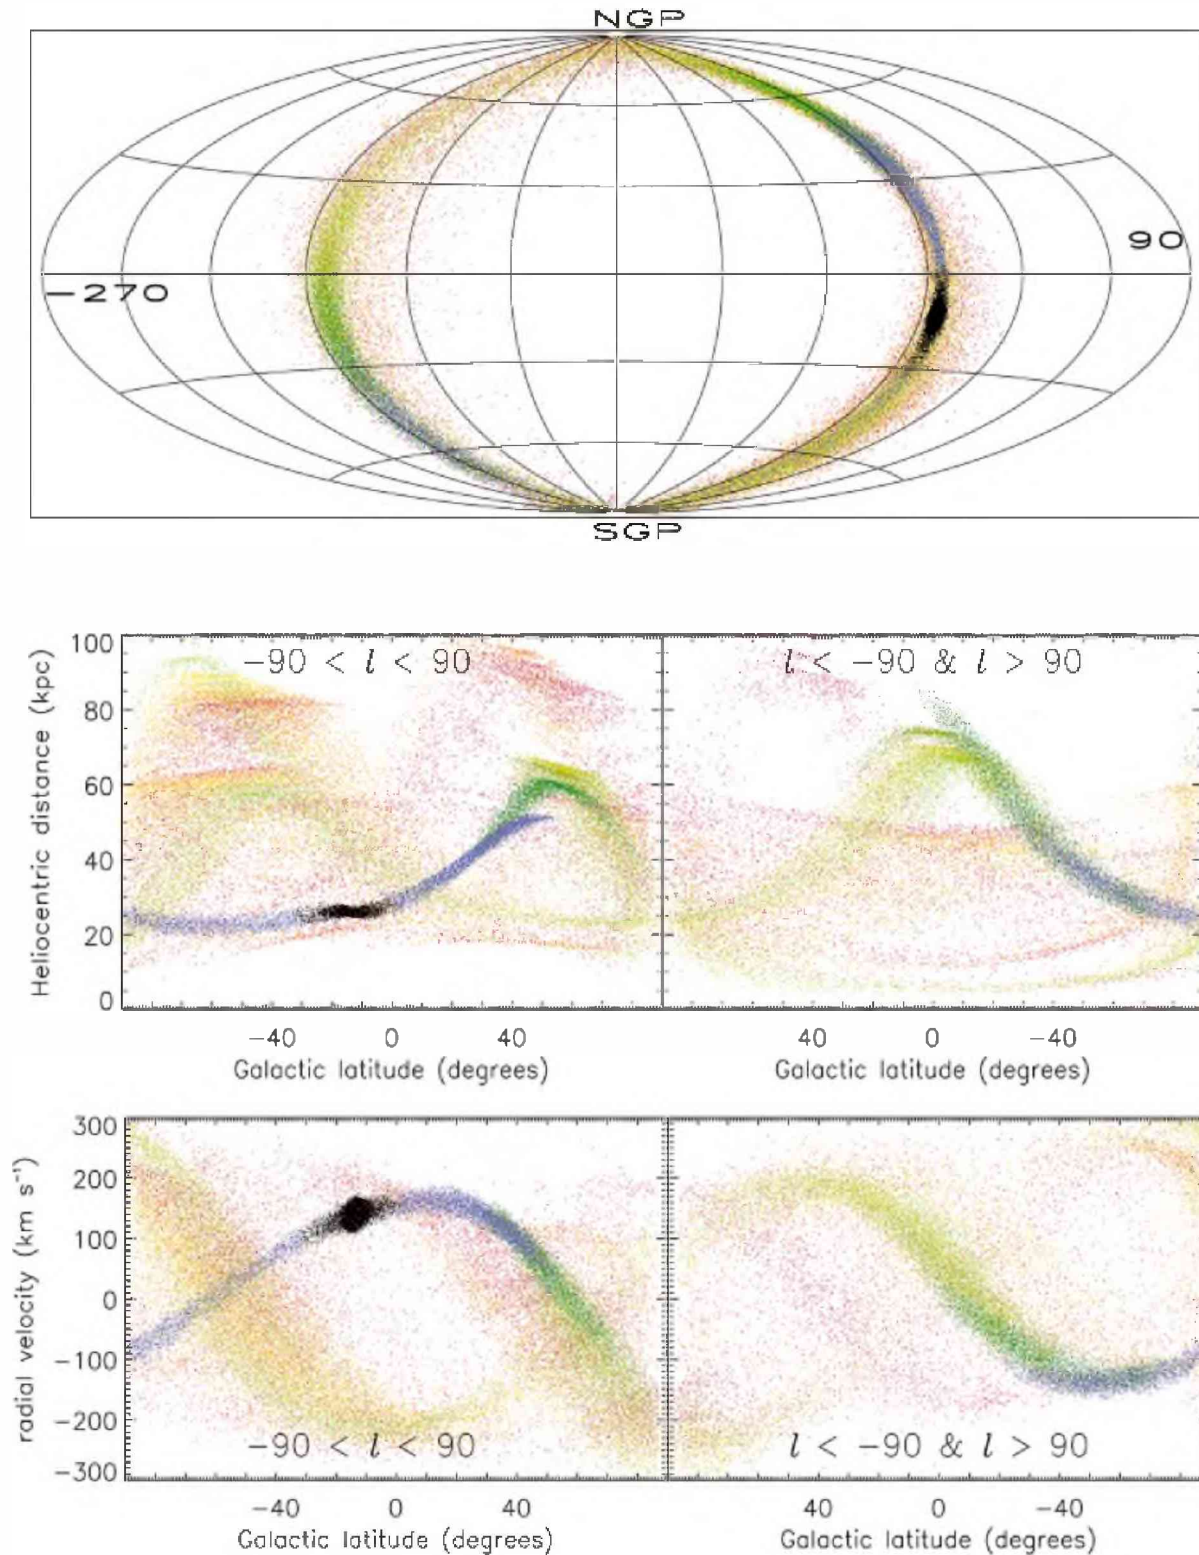 NGP
90
−270
SGP
Heliocentric distance (kpc)
100
80
60
40
20
0
−90 < l < 90
l < −90 & l > 90
−40 0 40
40 0 −40
Galactic latitude (degrees)
Galactic latitude (degrees)
radial velocity (km s⁻¹)
300
200
100
0
−100
−200
−300
−90 < l < 90
l < −90 & l > 90
−40 0 40
40 0 −40
Galactic latitude (degrees)
Galactic latitude (degrees)